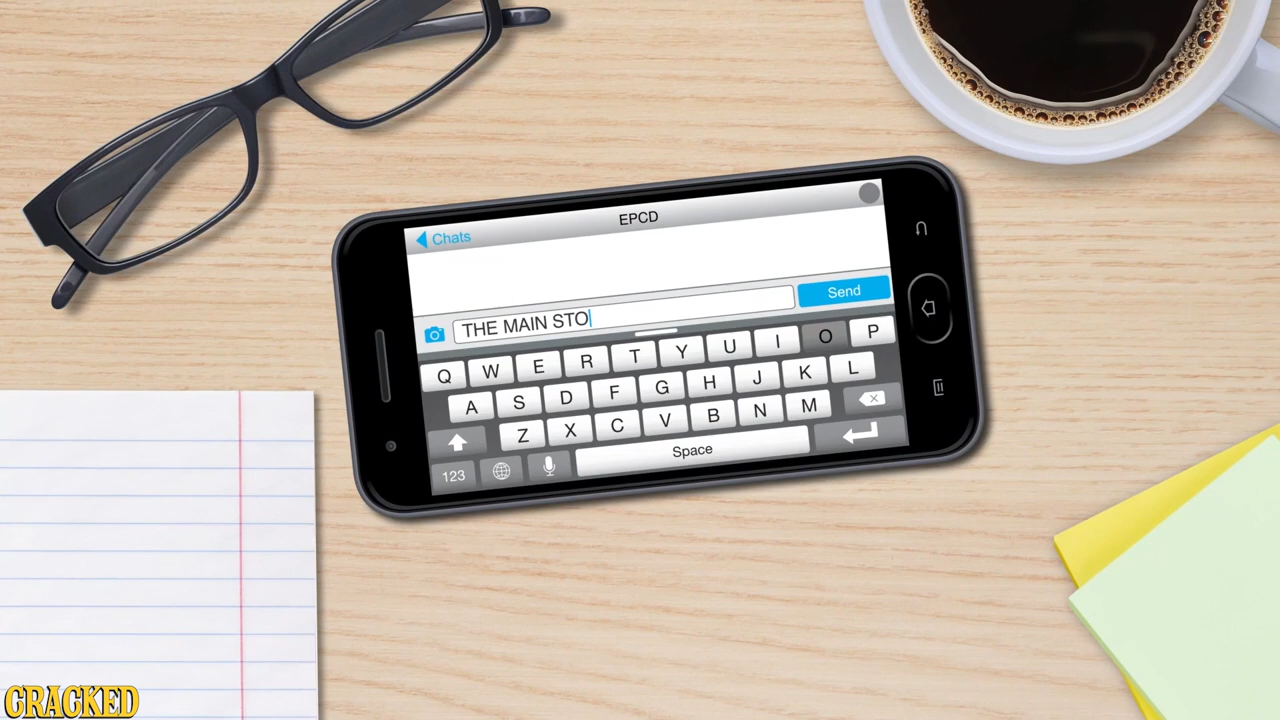 EPCD
Chats
THE MAIN STO
Send
Q W E R T Y U I O P
A S D F G H J K L
Z X C V B N M
123 Space
CRACKED